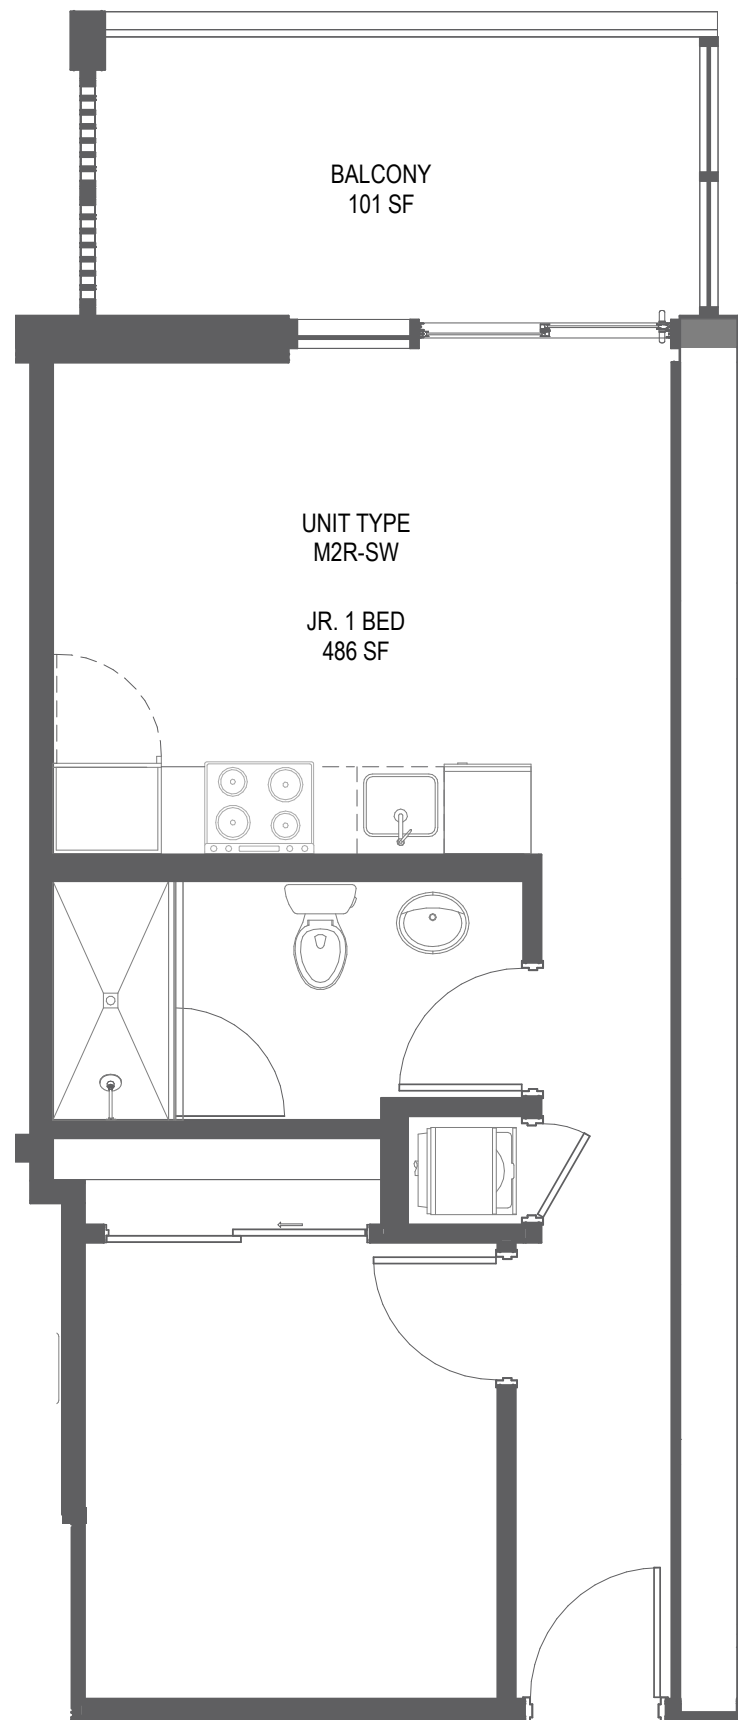 BALCONY
101 SF
UNIT TYPE
M2R-SW
JR. 1 BED
486 SF